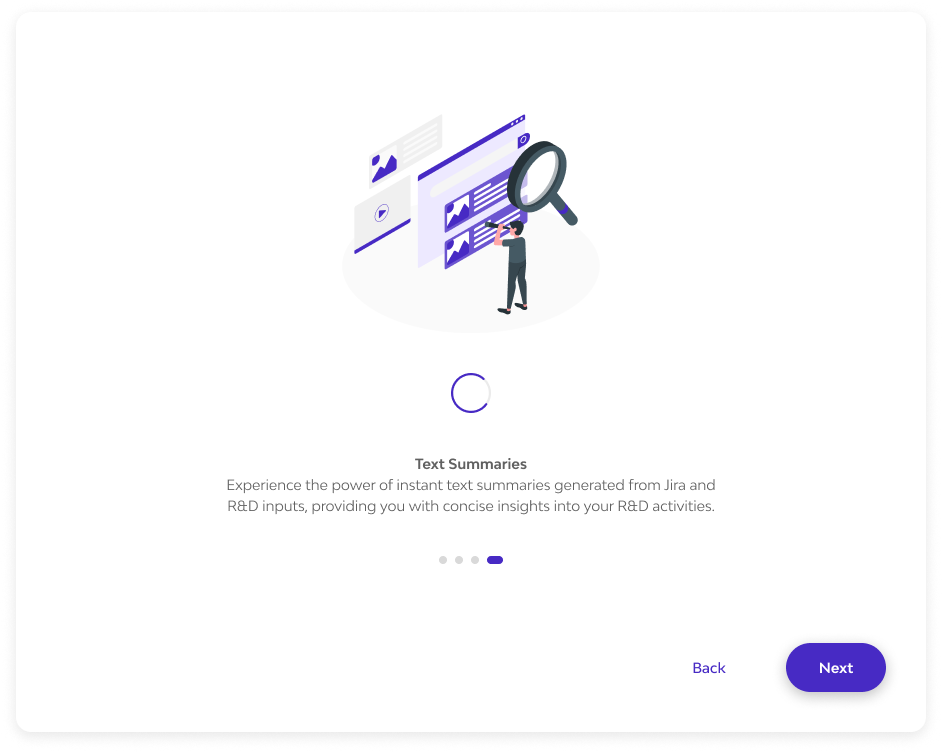 Text Summaries
Experience the power of instant text summaries generated from Jira and
R&D inputs, providing you with concise insights into your R&D activities.
Back
Next